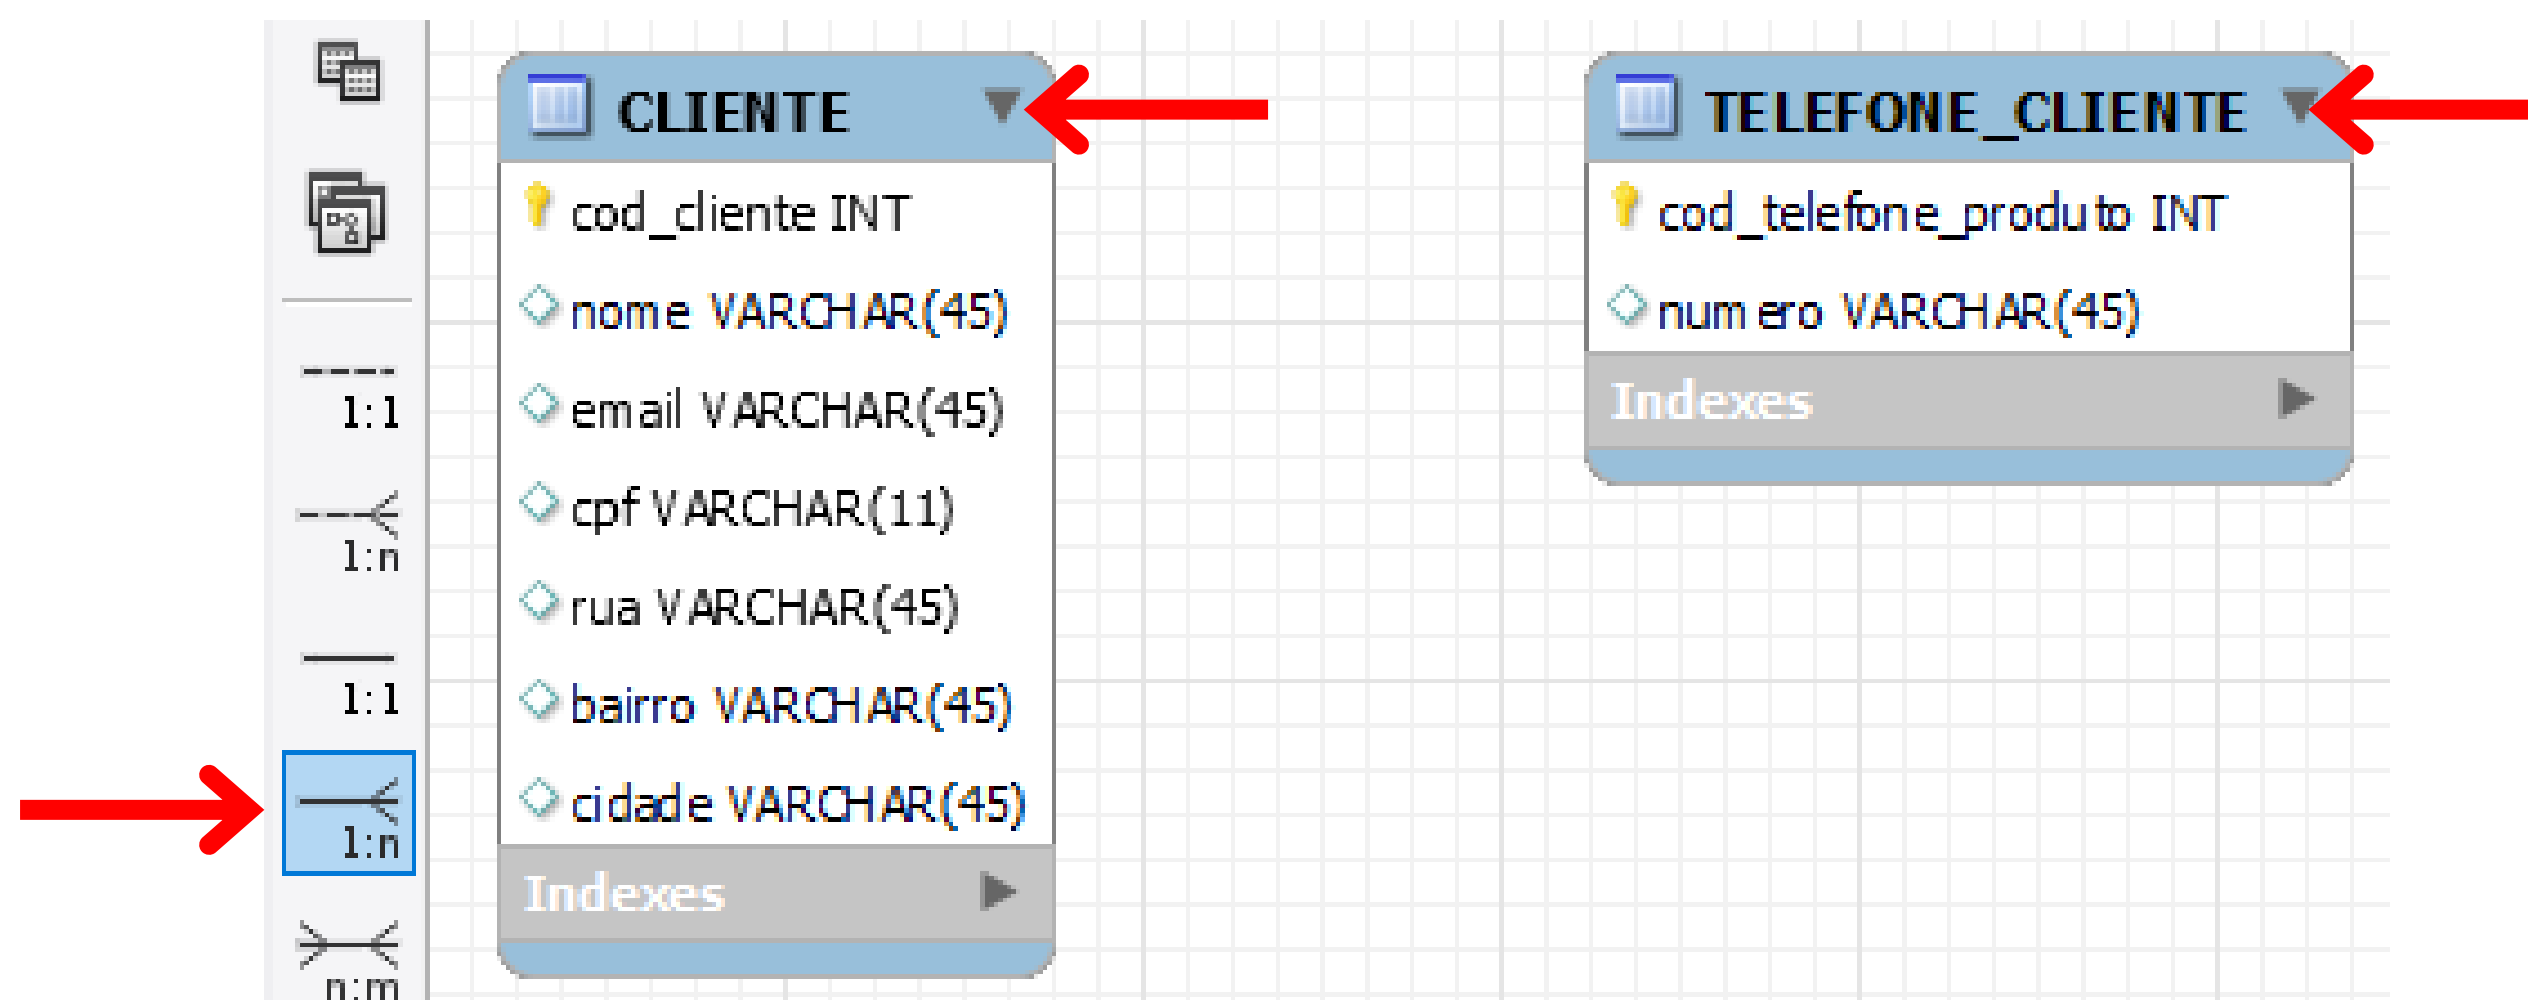 1:1
1:n
1:1
1:n
n:m
CLIENTE
cod_cliente INT
nome VARCHAR(45)
email VARCHAR(45)
cpf VARCHAR(11)
rua VARCHAR(45)
bairro VARCHAR(45)
cidade VARCHAR(45)
Indexes
TELEFONE_CLIENTE
cod_telefone_produto INT
numero VARCHAR(45)
Indexes